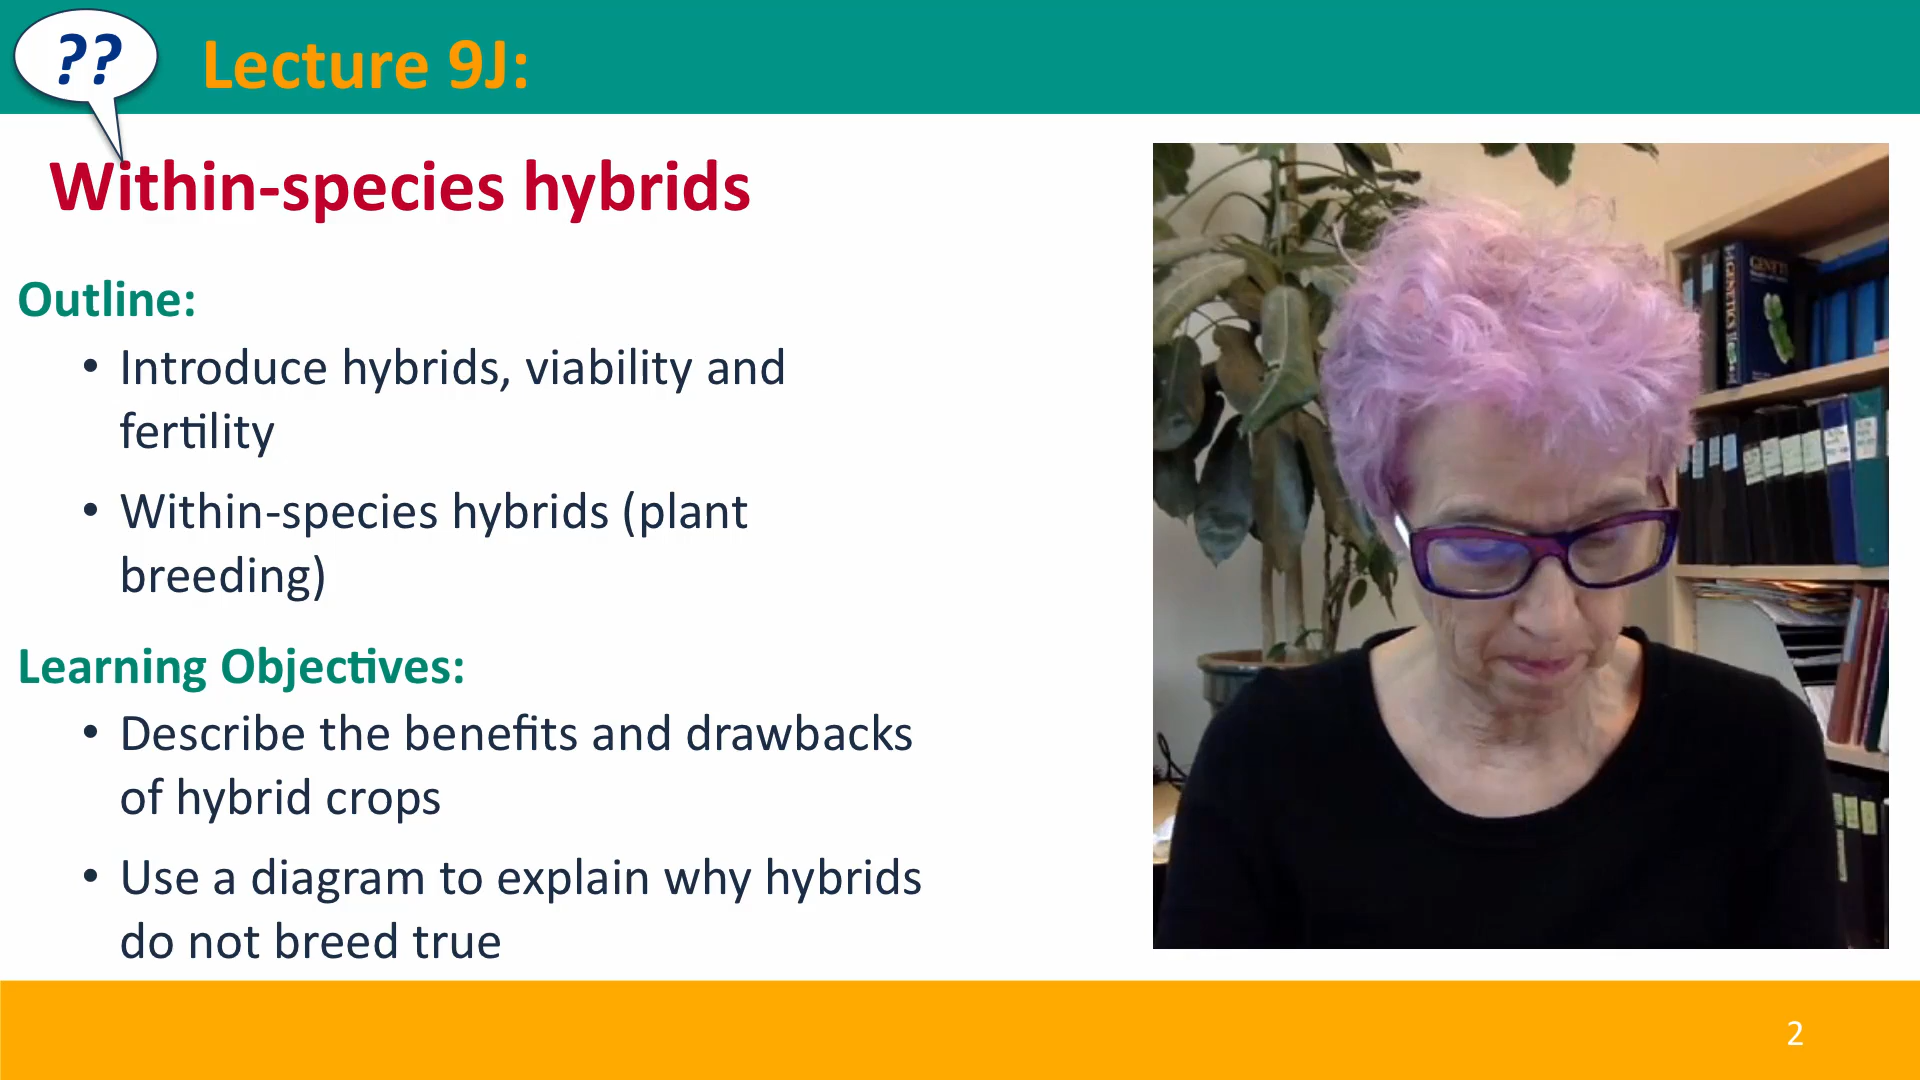 ??
Lecture 9J:
Within-species hybrids
Outline:
• Introduce hybrids, viability and
fertility
• Within-species hybrids (plant
breeding)
Learning Objectives:
• Describe the benefits and drawbacks
of hybrid crops
• Use a diagram to explain why hybrids
do not breed true
2